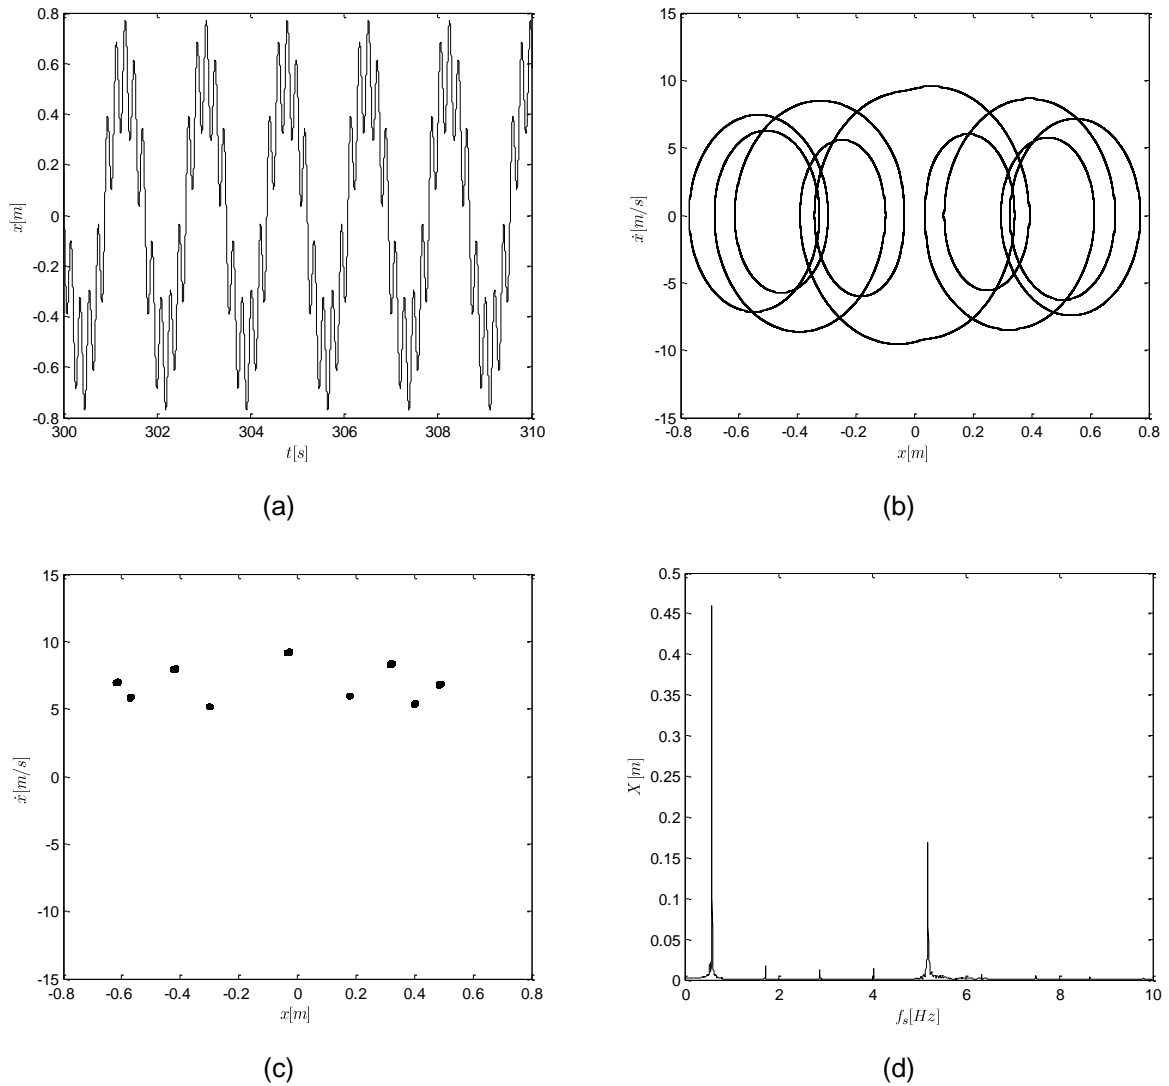 0.8
0.6
0.4
0.2
0
-0.2
-0.4
-0.6
-0.8
x[m]
300 302 304 306 308 310
t[s]
(a)
15
10
5
0
-5
-10
-15
ẋ[m/s]
-0.8 -0.6 -0.4 -0.2 0 0.2 0.4 0.6 0.8
x[m]
(b)
15
10
5
0
-5
-10
-15
ẋ[m/s]
-0.8 -0.6 -0.4 -0.2 0 0.2 0.4 0.6 0.8
x[m]
(c)
0.5
0.45
0.4
0.35
0.3
0.25
0.2
0.15
0.1
0.05
0
X[m]
0 2 4 6 8 10
fₛ[Hz]
(d)